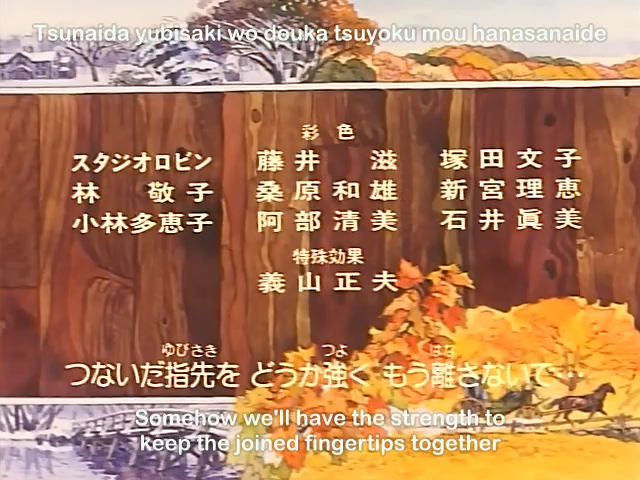 Tsunaida yubisaki wo douka tsuyoku mou hanasanaide
彩色
スタジオロビン 藤井 滋 塚田文子
林 敬子 桑原和雄 新宮理恵
小林多恵子 阿部清美 石井眞美
特殊効果
義山正夫
ゆびさき つよ はな
つないだ指先を どうか強く もう離さないで…
Somehow we'll have the strength to
keep the joined fingertips together